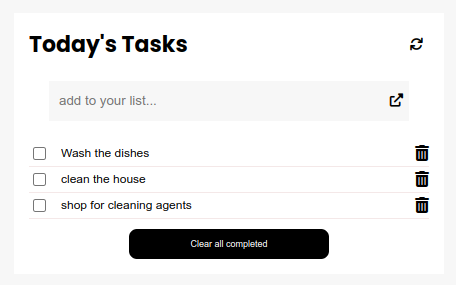 Today's Tasks
add to your list...
Wash the dishes
clean the house
shop for cleaning agents
Clear all completed